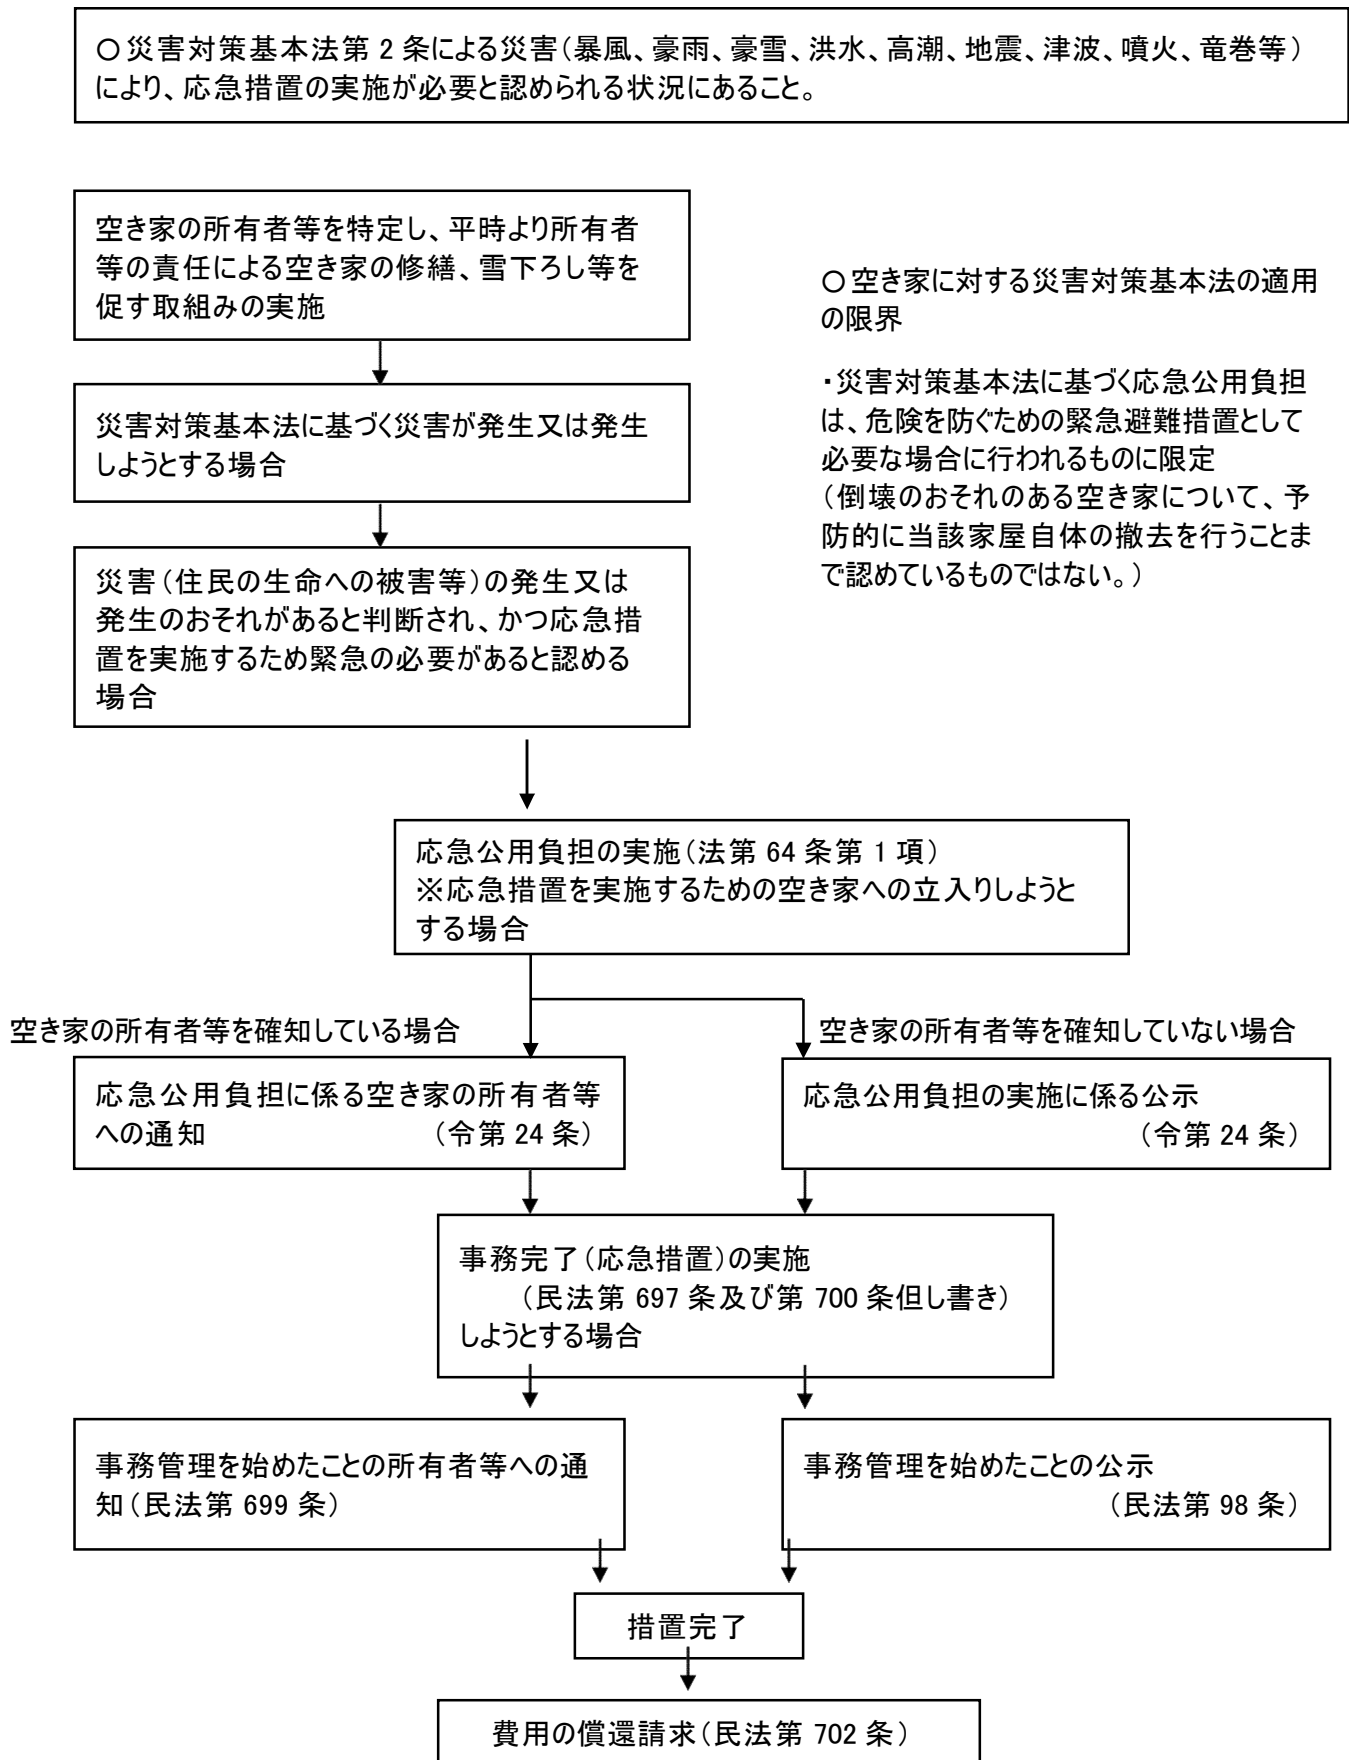 ○災害対策基本法第 2 条による災害(暴風、豪雨、豪雪、洪水、高潮、地震、津波、噴火、竜巻等)
により、応急措置の実施が必要と認められる状況にあること。
空き家の所有者等を特定し、平時より所有者
等の責任による空き家の修繕、雪下ろし等を
促す取組みの実施
○空き家に対する災害対策基本法の適用
の限界
・災害対策基本法に基づく応急公用負担
は、危険を防ぐための緊急避難措置として
必要な場合に行われるものに限定
(倒壊のおそれのある空き家について、予
防的に当該家屋自体の撤去を行うことま
で認めているものではない。)
災害対策基本法に基づく災害が発生又は発生
しようとする場合
災害(住民の生命への被害等)の発生又は
発生のおそれがあると判断され、かつ応急措
置を実施するため緊急の必要があると認める
場合
応急公用負担の実施(法第 64 条第 1 項)
※応急措置を実施するための空き家への立入りしようと
する場合
空き家の所有者等を確知している場合
空き家の所有者等を確知していない場合
応急公用負担に係る空き家の所有者等
への通知 (令第 24 条)
応急公用負担の実施に係る公示
(令第 24 条)
事務完了(応急措置)の実施
(民法第 697 条及び第 700 条但し書き)
しようとする場合
事務管理を始めたことの所有者等への通
知(民法第 699 条)
事務管理を始めたことの公示
(民法第 98 条)
措置完了
費用の償還請求(民法第 702 条)